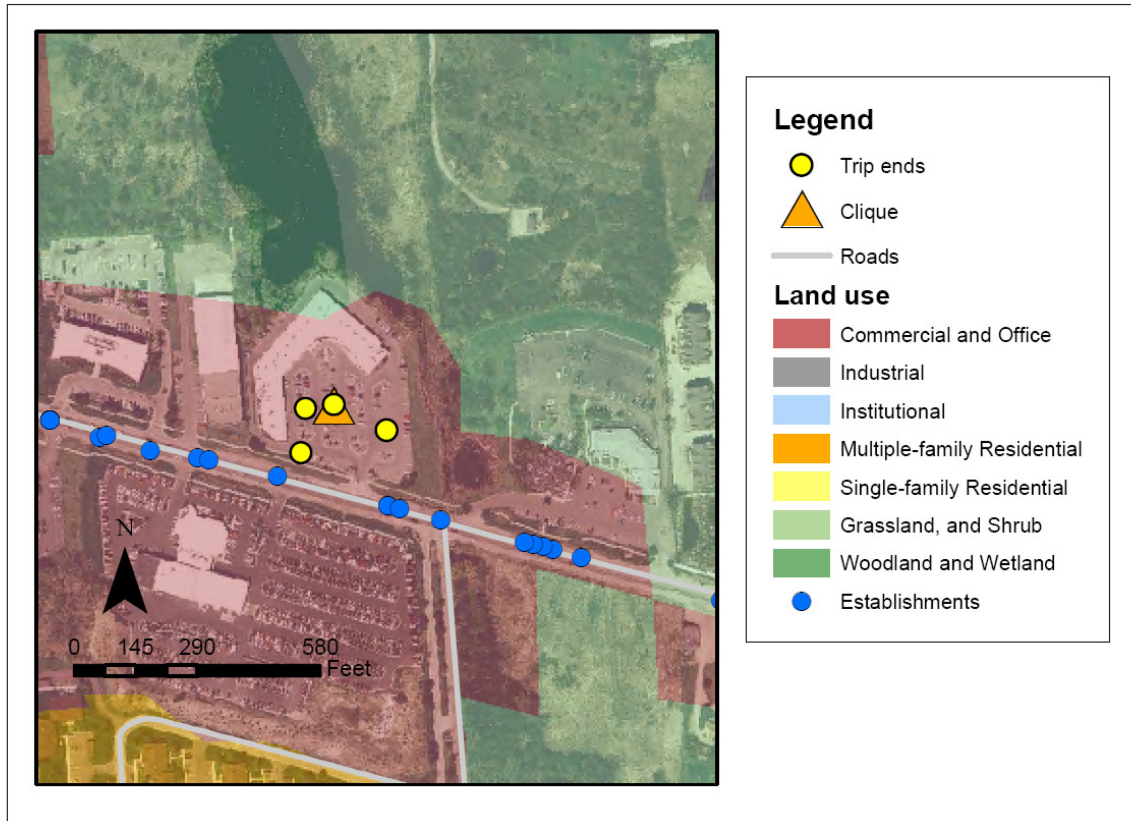 N
0 145 290 580
Feet
Legend
Trip ends
Clique
Roads
Land use
Commercial and Office
Industrial
Institutional
Multiple-family Residential
Single-family Residential
Grassland, and Shrub
Woodland and Wetland
Establishments